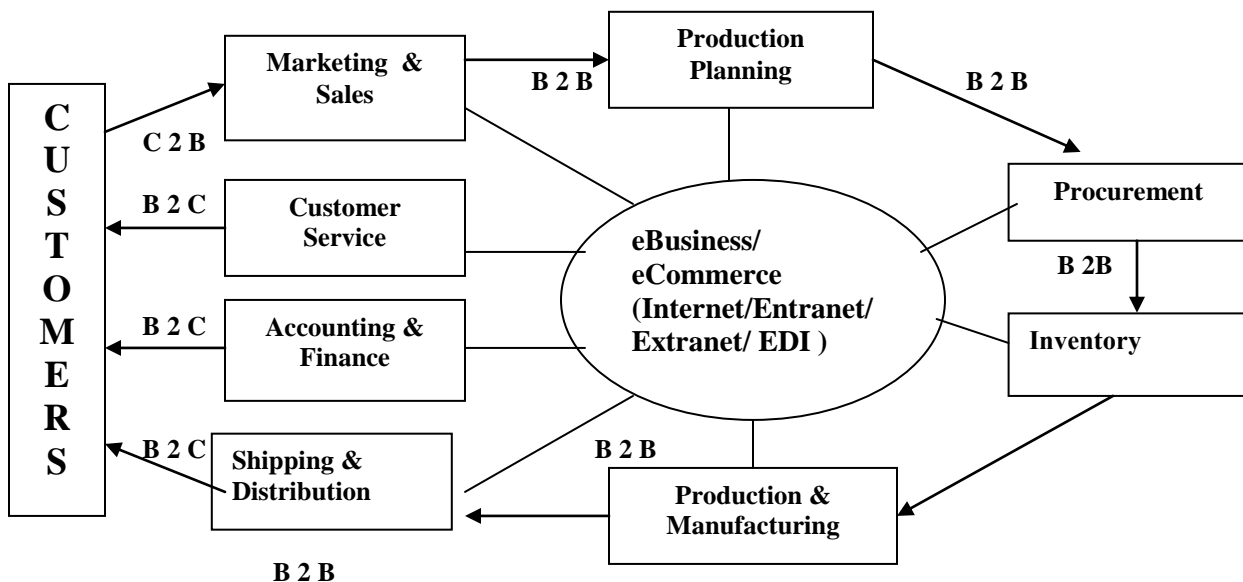 C
U
S
T
O
M
E
R
S
Marketing &
Sales
C 2 B
B 2 B
Production
Planning
B 2 B
Procurement
B 2B
Inventory
B 2 C
Customer
Service
eBusiness/
eCommerce
(Internet/Entranet/
Extranet/ EDI )
B 2 C
Accounting &
Finance
B 2 C
Shipping &
Distribution
B 2 B
Production &
Manufacturing
B 2 B